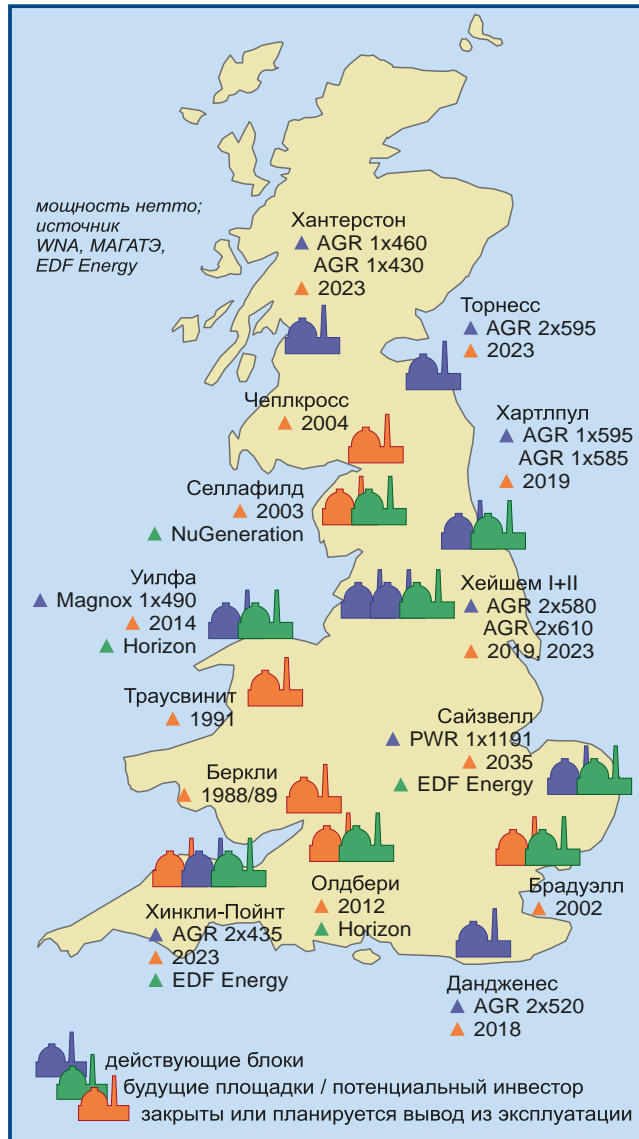 мощность нетто;
источник
WNA, МАГАТЭ,
EDF Energy
Хантерстон
AGR 1x460
AGR 1x430
2023
Торнесс
AGR 2x595
2023
Чеплкросс
2004
Хартлпул
AGR 1x595
AGR 1x585
2019
Селлафилд
2003
NuGeneration
Уилфа
Magnox 1x490
2014
Horizon
Хейшем I+II
AGR 2x580
AGR 2x610
2019, 2023
Траусвинит
1991
Сайзвелл
PWR 1x1191
2035
EDF Energy
Беркли
1988/89
Олдбери
2012
Horizon
Брадуэлл
2002
Хинкли-Пойнт
AGR 2x435
2023
EDF Energy
Дандженес
AGR 2x520
2018
действующие блоки
будущие площадки / потенциальный инвестор
закрыты или планируется вывод из эксплуатации